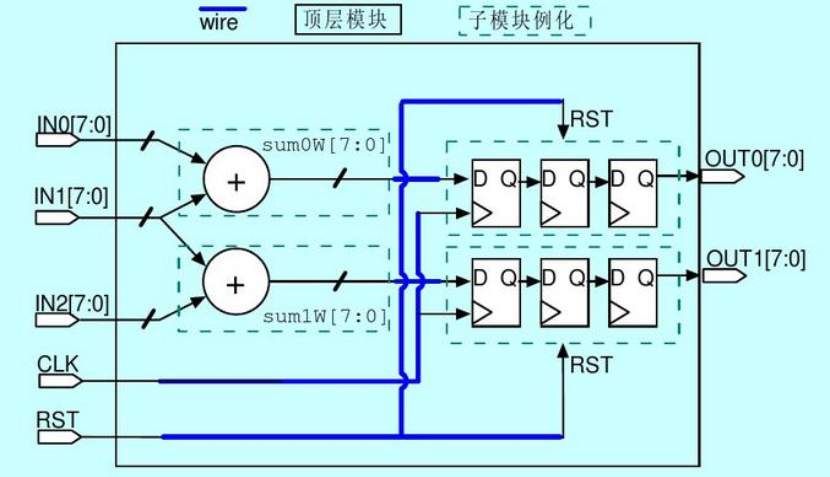 wire
顶层模块
子模块例化
IN0[7:0]
sum0W[7:0]
RST
D Q D Q D Q
OUT0[7:0]
IN1[7:0]
+
+
D Q D Q D Q
OUT1[7:0]
IN2[7:0]
sum1W[7:0]
CLK
RST
RST